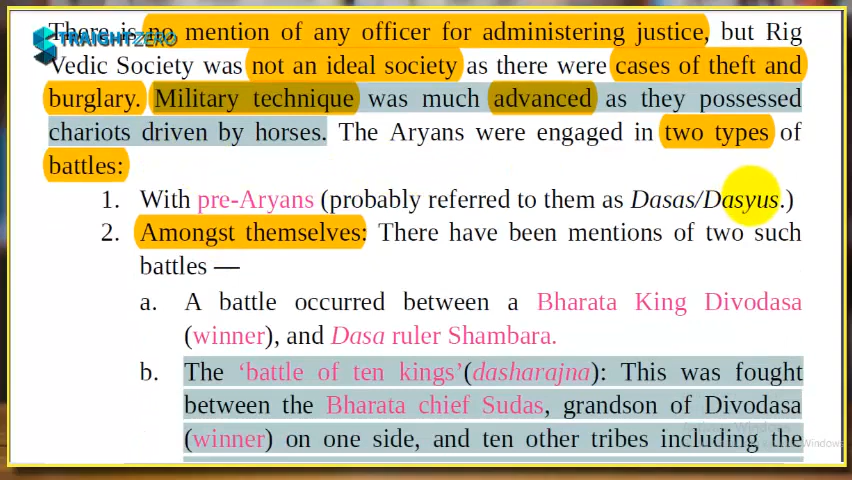 There is no mention of any officer for administering justice, but Rig
STRAIGHTZERO
Vedic Society was not an ideal society as there were cases of theft and
burglary. Military technique was much advanced as they possessed
chariots driven by horses. The Aryans were engaged in two types of
battles:
1. With pre-Aryans (probably referred to them as Dasas/Dasyus.)
2. Amongst themselves: There have been mentions of two such
battles —
a. A battle occurred between a Bharata King Divodasa
(winner), and Dasa ruler Shambara.
b. The ‘battle of ten kings’(dasharajna): This was fought
between the Bharata chief Sudas, grandson of Divodasa
(winner) on one side, and ten other tribes including the